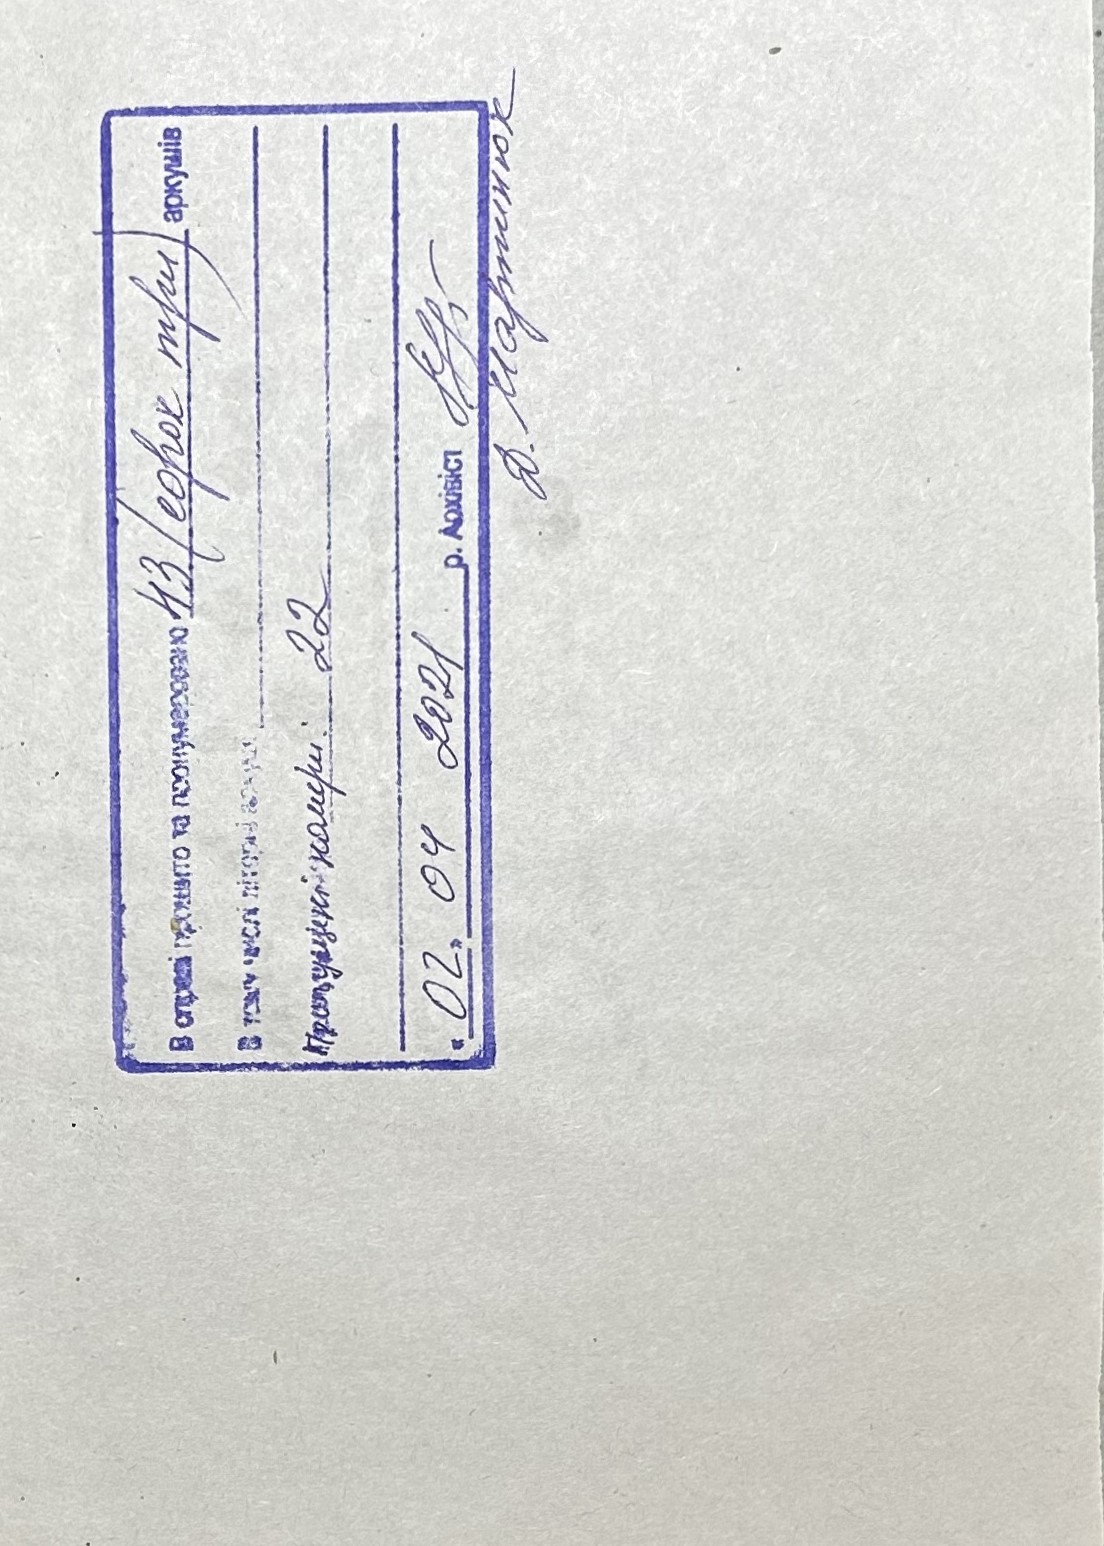 В справі прошито та пронумеровано 43 (сорок три) аркушів
В тому числі літерні аркуші
Пропущені номери: 22
"02" 04 2021 р. Архівіст
Д. Мартинюк